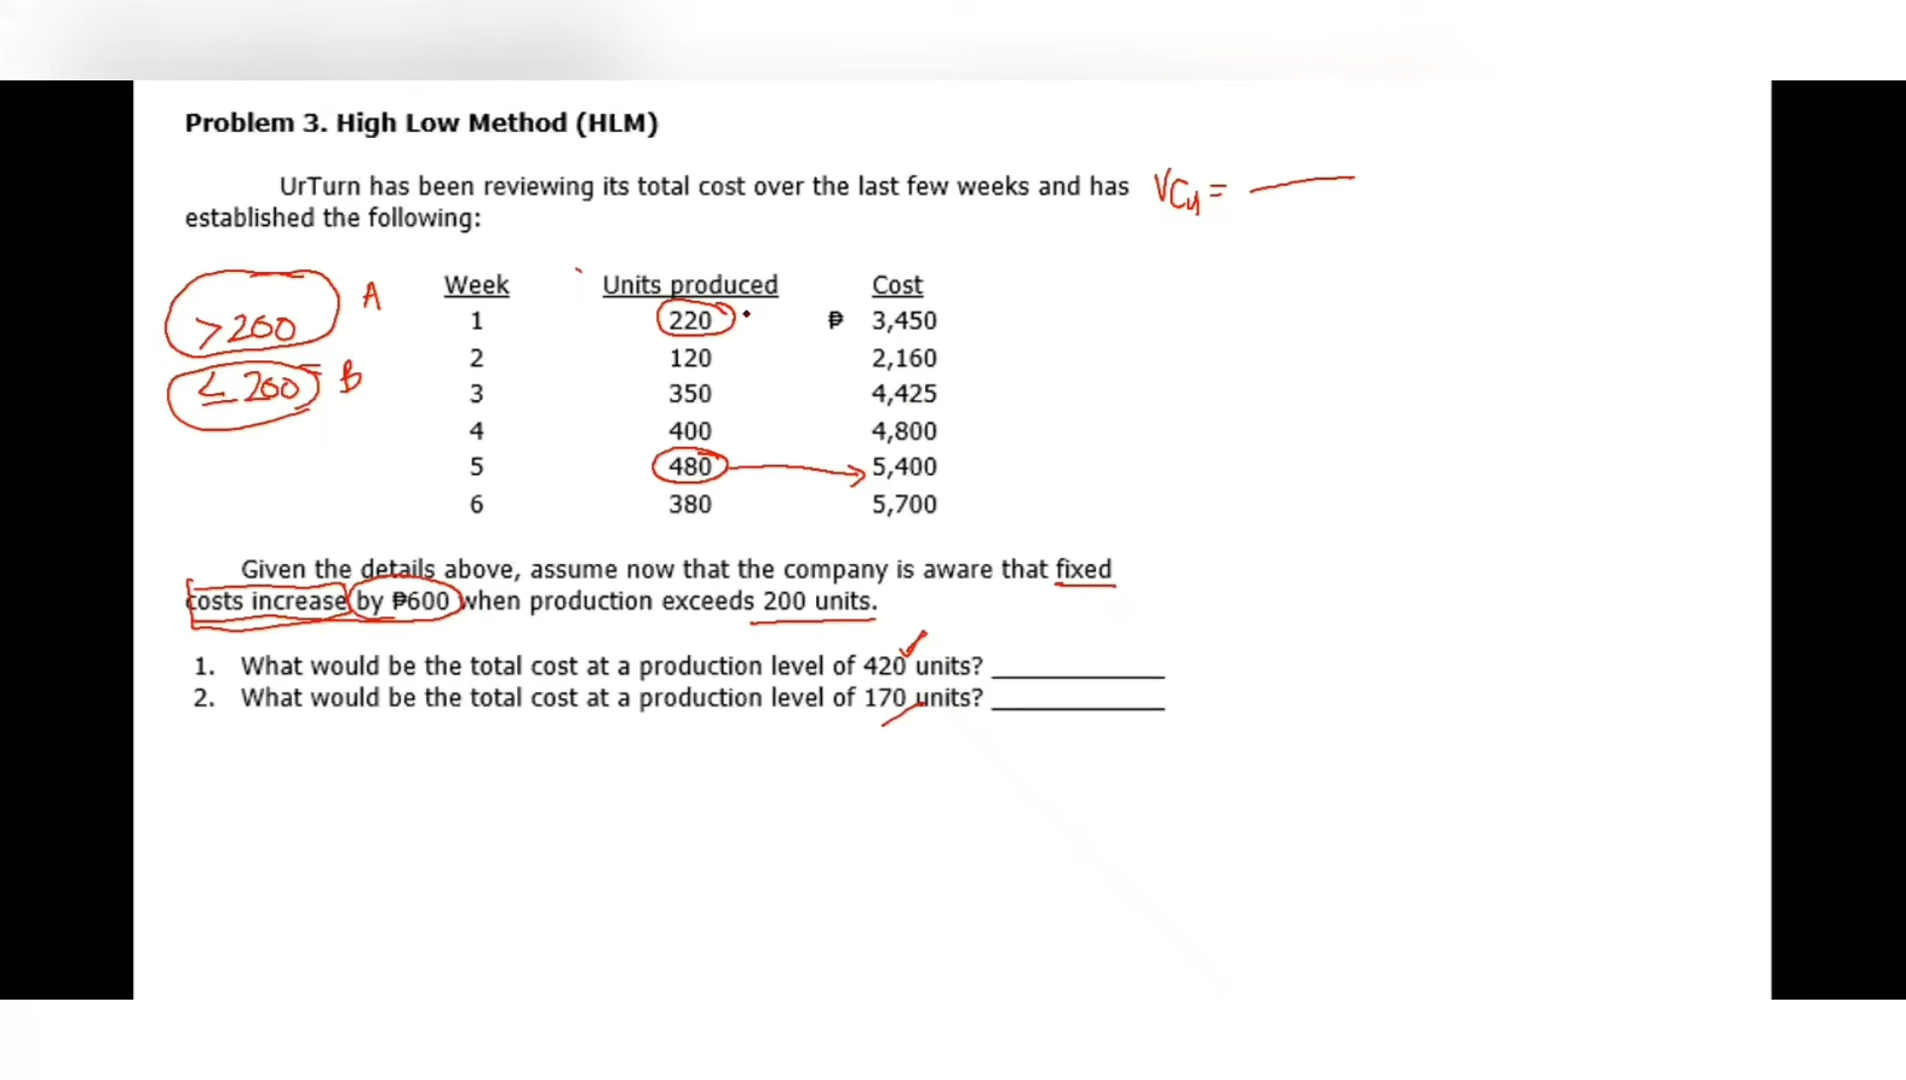 Problem 3. High Low Method (HLM)
UrTurn has been reviewing its total cost over the last few weeks and has
established the following:
VCu =
>200 A
≤ 200 B
Week Units produced Cost
1 220 ₱ 3,450
2 120 2,160
3 350 4,425
4 400 4,800
5 480 5,400
6 380 5,700
Given the details above, assume now that the company is aware that fixed
costs increase by ₱600 when production exceeds 200 units.
1. What would be the total cost at a production level of 420 units?
2. What would be the total cost at a production level of 170 units?